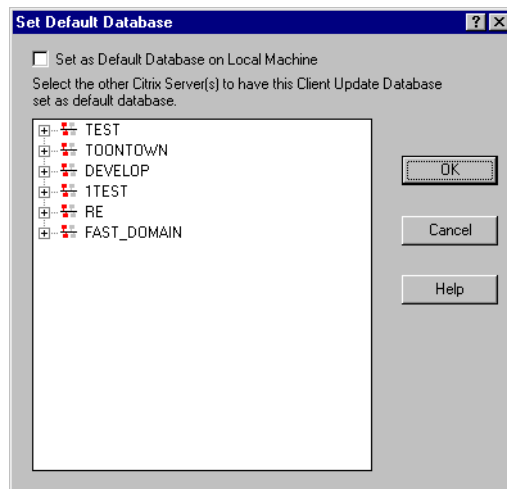 Set Default Database
Set as Default Database on Local Machine
Select the other Citrix Server(s) to have this Client Update Database
set as default database.
TEST
TOONTOWN
DEVELOP
1TEST
RE
FAST_DOMAIN
OK
Cancel
Help